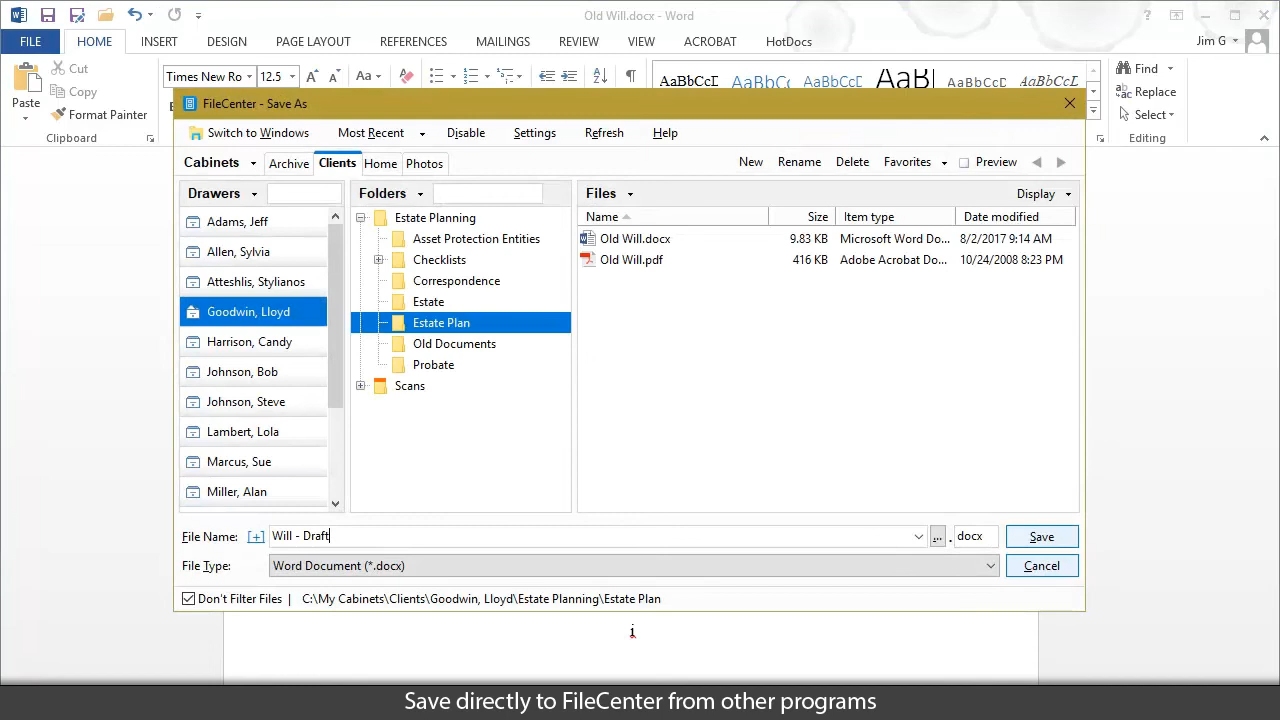 Old Will.docx - Word
FILE HOME INSERT DESIGN PAGE LAYOUT REFERENCES MAILINGS REVIEW VIEW ACROBAT HotDocs Jim G
Paste
Cut
Copy
Format Painter
Clipboard
Times New Ro 12.5
AaBbCcL AaBbCcL AaBbCcL AaB AaBbCcL AaBbCcL
Find
Replace
Select
Editing
FileCenter - Save As
Switch to Windows Most Recent Disable Settings Refresh Help
Cabinets Archive Clients Home Photos New Rename Delete Favorites Preview
Drawers
Adams, Jeff
Allen, Sylvia
Atteshlis, Stylianos
Goodwin, Lloyd
Harrison, Candy
Johnson, Bob
Johnson, Steve
Lambert, Lola
Marcus, Sue
Miller, Alan
Folders
Estate Planning
Asset Protection Entities
Checklists
Correspondence
Estate
Estate Plan
Old Documents
Probate
Scans
Files Display
Name Size Item type Date modified
Old Will.docx 9.83 KB Microsoft Word Do... 8/2/2017 9:14 AM
Old Will.pdf 416 KB Adobe Acrobat Do... 10/24/2008 8:23 PM
File Name: [+] Will - Draft ... . docx Save
File Type: Word Document (*.docx) Cancel
Don't Filter Files | C:\My Cabinets\Clients\Goodwin, Lloyd\Estate Planning\Estate Plan
i
Save directly to FileCenter from other programs